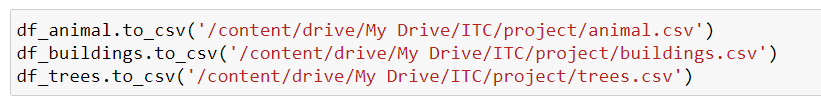 df_animal.to_csv('/content/drive/My Drive/ITC/project/animal.csv')
df_buildings.to_csv('/content/drive/My Drive/ITC/project/buildings.csv')
df_trees.to_csv('/content/drive/My Drive/ITC/project/trees.csv')